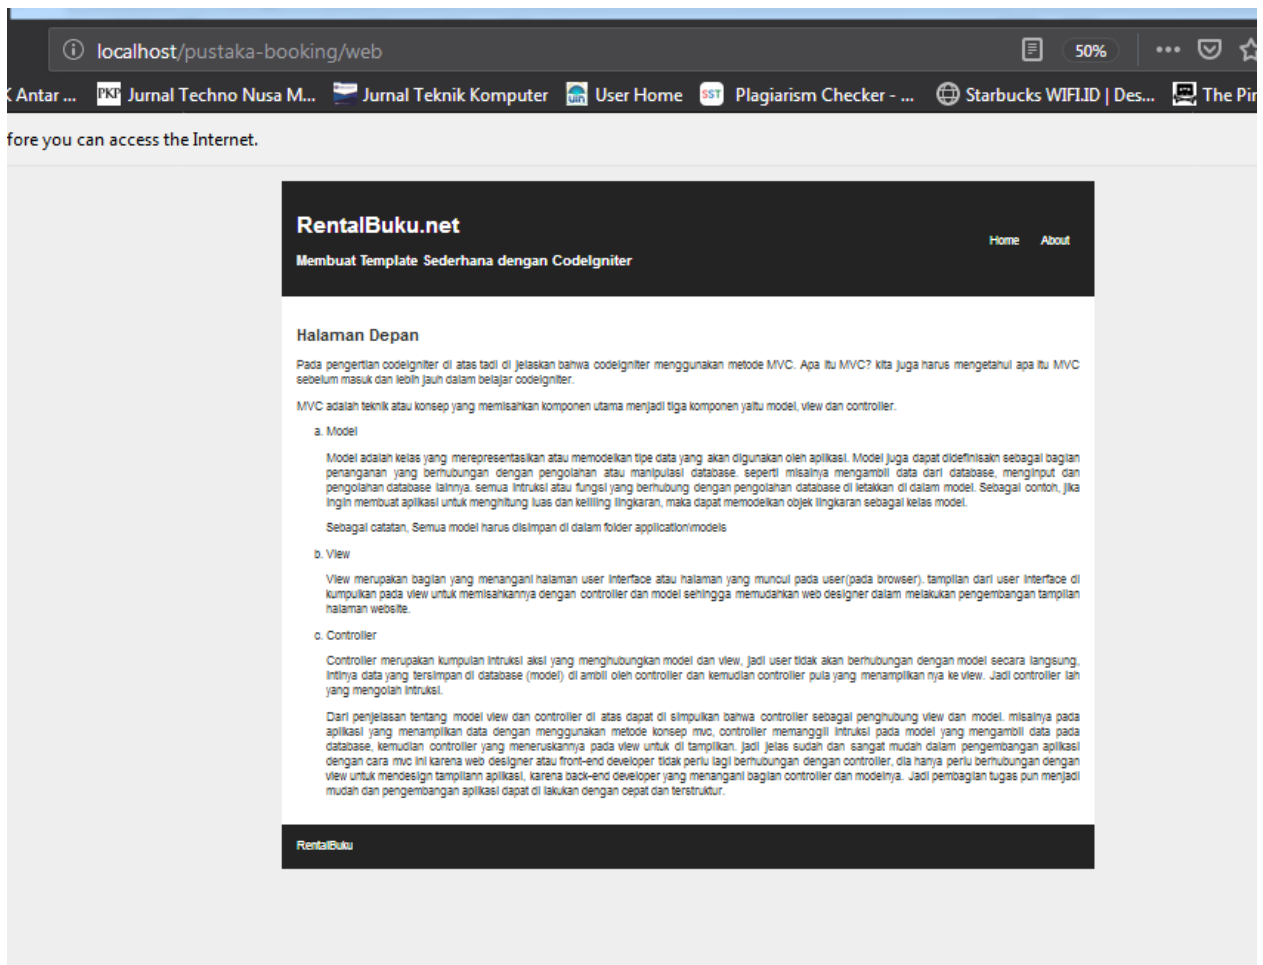 localhost/pustaka-booking/web
50%
Antar ...
PKP Jurnal Techno Nusa M...
Jurnal Teknik Komputer
uin User Home
SST Plagiarism Checker - ...
Starbucks WIFI.ID | Des...
The Pir
fore you can access the Internet.
RentalBuku.net
Membuat Template Sederhana dengan CodeIgniter
Home About
Halaman Depan
Pada pengertian codeigniter di atas tadi di jelaskan bahwa codeigniter menggunakan metode MVC. Apa itu MVC? kita juga harus mengetahui apa itu MVC
sebelum masuk dan lebih jauh dalam belajar codeigniter.
MVC adalah teknik atau konsep yang memisahkan komponen utama menjadi tiga komponen yaitu model, view dan controller.
a. Model
Model adalah kelas yang merepresentasikan atau memodelkan tipe data yang akan digunakan oleh aplikasi. Model juga dapat didefinisakn sebagai bagian
penanganan yang berhubungan dengan pengolahan atau manipulasi database. seperti misalnya mengambil data dari database, menginput dan
pengolahan database lainnya. semua intruksi atau fungsi yang berhubung dengan pengolahan database di letakkan di dalam model. Sebagai contoh, jika
ingin membuat aplikasi untuk menghitung luas dan keliling lingkaran, maka dapat memodelkan objek lingkaran sebagai kelas model.
Sebagai catatan, Semua model harus disimpan di dalam folder application\models
b. View
View merupakan bagian yang menangani halaman user interface atau halaman yang muncul pada user(pada browser). tampilan dari user interface di
kumpulkan pada view untuk memisahkannya dengan controller dan model sehingga memudahkan web designer dalam melakukan pengembangan tampilan
halaman website.
c. Controller
Controller merupakan kumpulan intruksi aksi yang menghubungkan model dan view, jadi user tidak akan berhubungan dengan model secara langsung,
intinya data yang tersimpan di database (model) di ambil oleh controller dan kemudian controller pula yang menampilkan nya ke view. Jadi controller lah
yang mengolah intruksi.
Dari penjelasan tentang model view dan controller di atas dapat di simpulkan bahwa controller sebagai penghubung view dan model. misalnya pada
aplikasi yang menampilkan data dengan menggunakan metode konsep mvc, controller memanggil intruksi pada model yang mengambil data pada
database, kemudian controller yang meneruskannya pada view untuk di tampilkan. jadi jelas sudah dan sangat mudah dalam pengembangan aplikasi
dengan cara mvc ini karena web designer atau front-end developer tidak perlu lagi berhubungan dengan controller, dia hanya perlu berhubungan dengan
view untuk mendesign tampilann aplikasi, karena back-end developer yang menangani bagian controller dan modelnya. Jadi pembagian tugas pun menjadi
mudah dan pengembangan aplikasi dapat di lakukan dengan cepat dan terstruktur.
RentalBuku